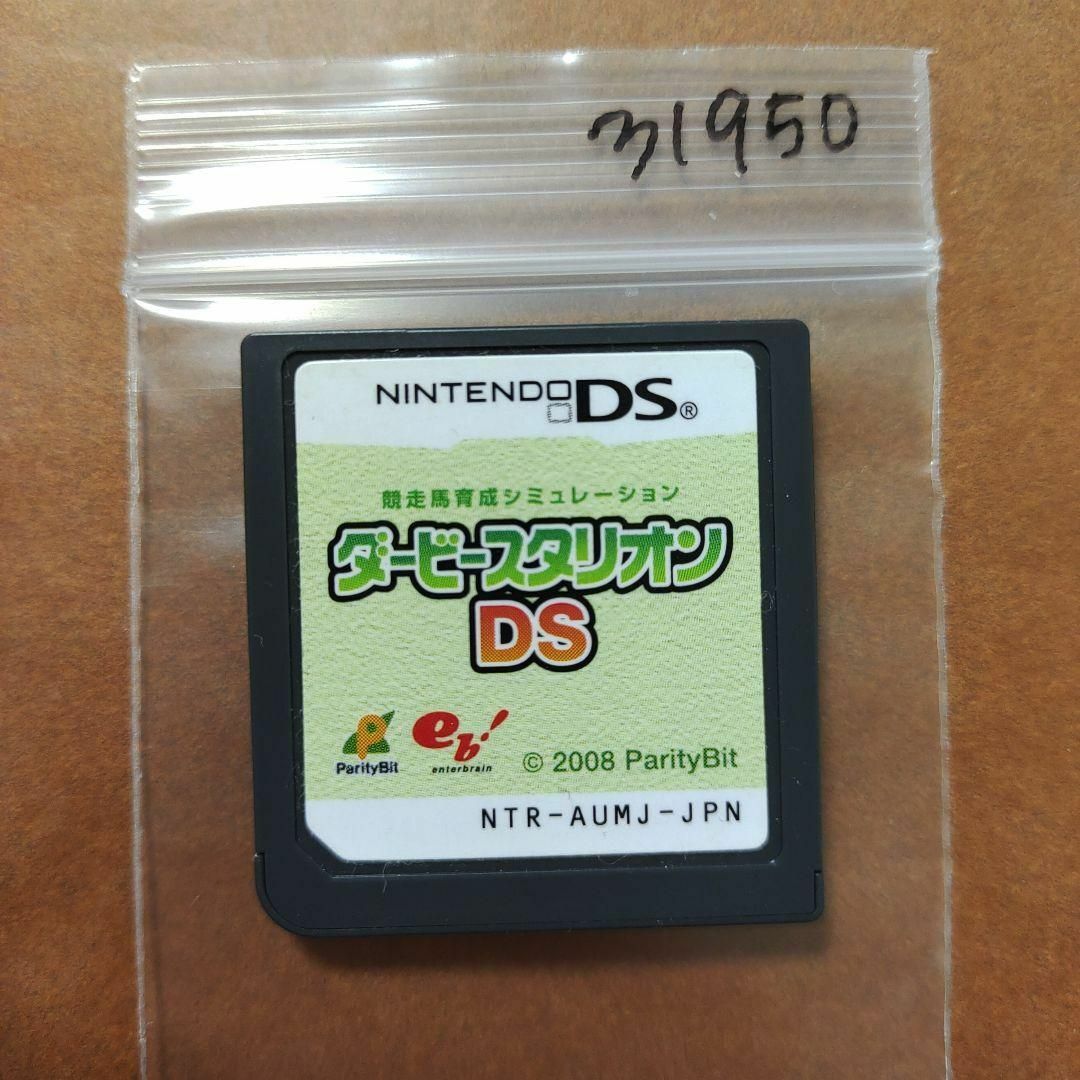 31950
NINTENDO DS®
競走馬育成シミュレーション
ダービースタリオン
DS
P
ParityBit
eb!
enterbrain
© 2008 ParityBit
NTR-AUMJ-JPN